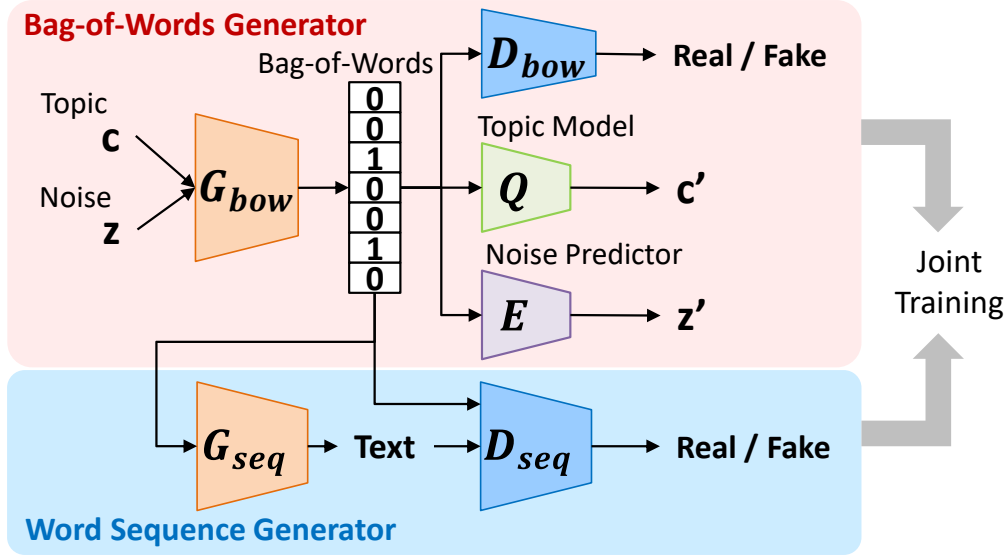 Bag-of-Words Generator
Bag-of-Words
Topic
c
Noise
z
G_bow
0
0
1
0
0
1
0
D_bow
Real / Fake
Topic Model
Q
c’
Noise Predictor
E
z’
Joint
Training
G_seq
Text
D_seq
Real / Fake
Word Sequence Generator